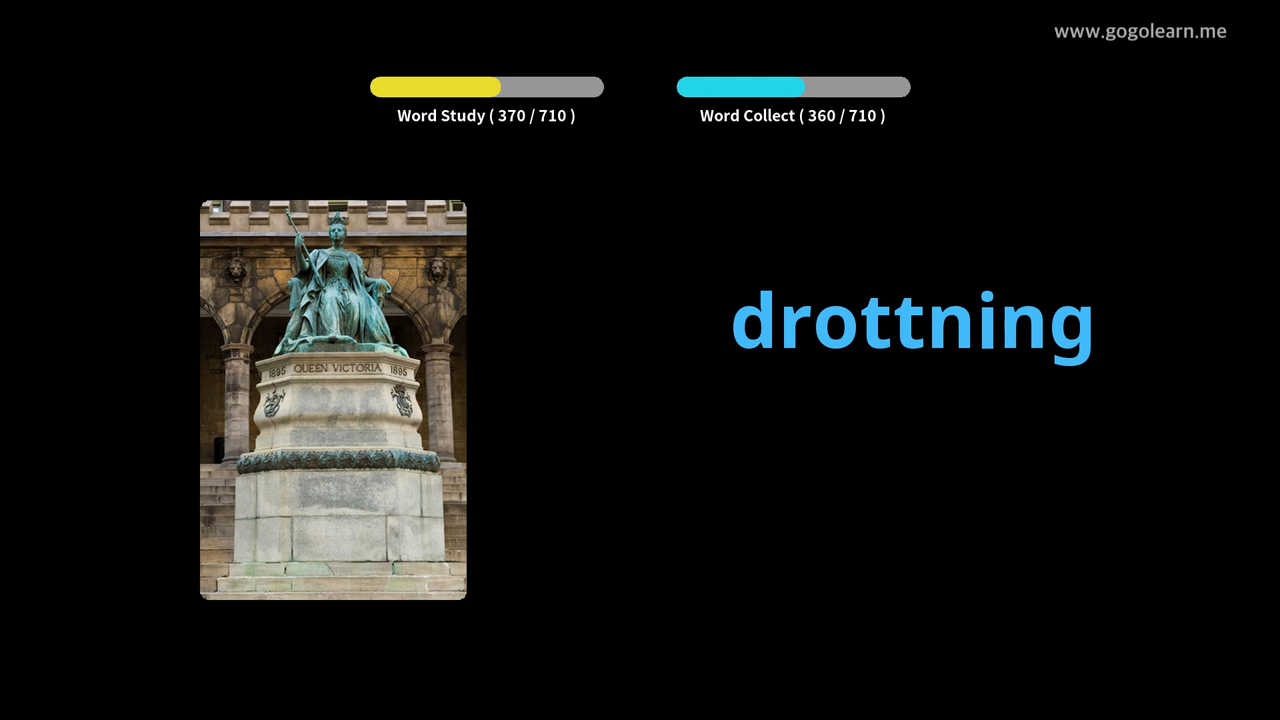 www.gogolearn.me
Word Study ( 370 / 710 )
Word Collect ( 360 / 710 )
drottning
1895 QUEEN VICTORIA 1895